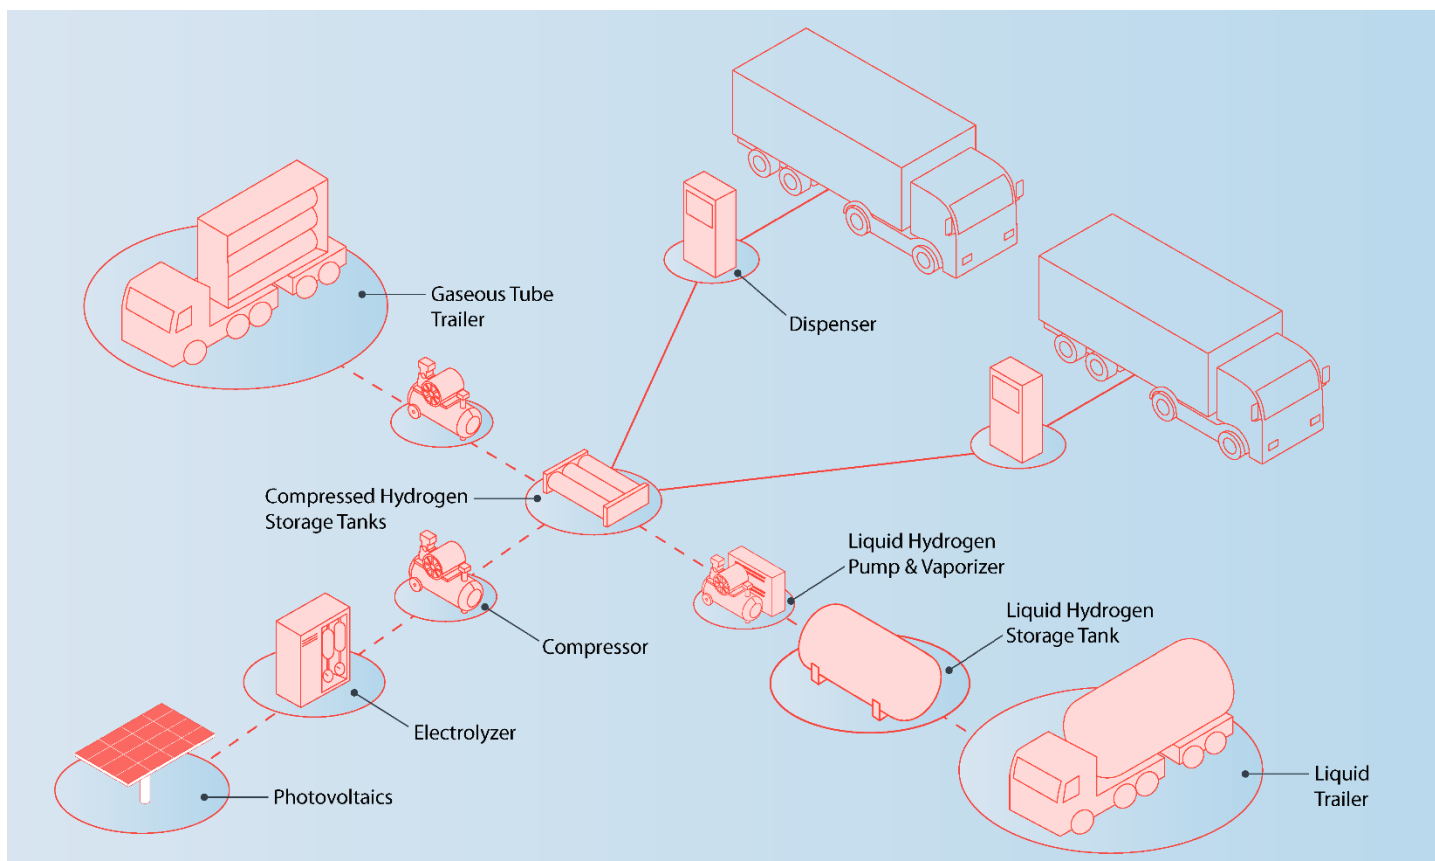 Gaseous Tube
Trailer
Dispenser
Compressed Hydrogen
Storage Tanks
Liquid Hydrogen
Pump & Vaporizer
Liquid Hydrogen
Storage Tank
Compressor
Electrolyzer
Photovoltaics
Liquid
Trailer